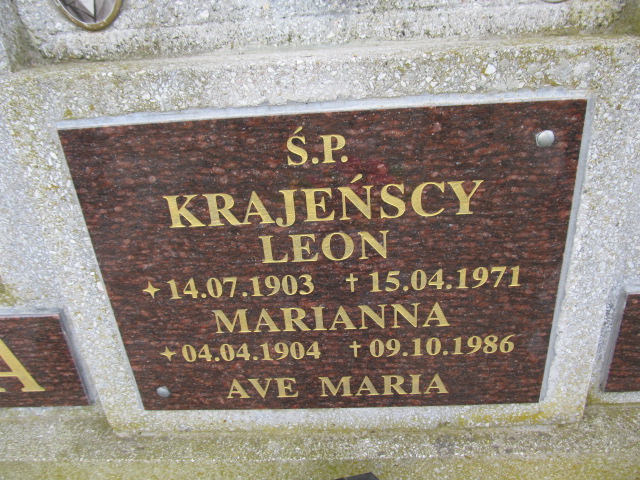 Ś.P.
KRAJEŃSCY
LEON
✦14.07.1903 †15.04.1971
MARIANNA
✦04.04.1904 †09.10.1986
AVE MARIA
A